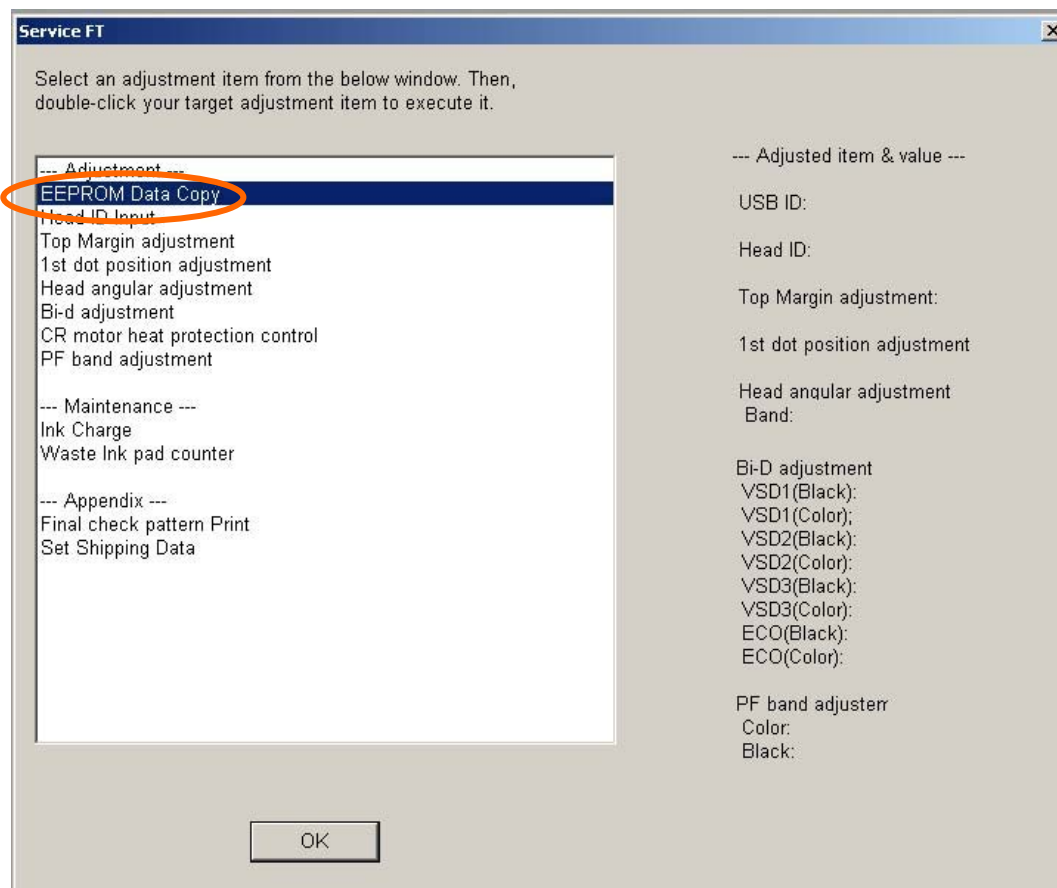 Service FT
Select an adjustment item from the below window. Then,
double-click your target adjustment item to execute it.
--- Adjustment ---
EEPROM Data Copy
Head ID Input
Top Margin adjustment
1st dot position adjustment
Head angular adjustment
Bi-d adjustment
CR motor heat protection control
PF band adjustment
--- Maintenance ---
Ink Charge
Waste Ink pad counter
--- Appendix ---
Final check pattern Print
Set Shipping Data
OK
--- Adjusted item & value ---
USB ID:
Head ID:
Top Margin adjustment:
1st dot position adjustment
Head angular adjustment
Band:
Bi-D adjustment
VSD1(Black):
VSD1(Color);
VSD2(Black):
VSD2(Color):
VSD3(Black):
VSD3(Color):
ECO(Black):
ECO(Color):
PF band adjusterr
Color:
Black: